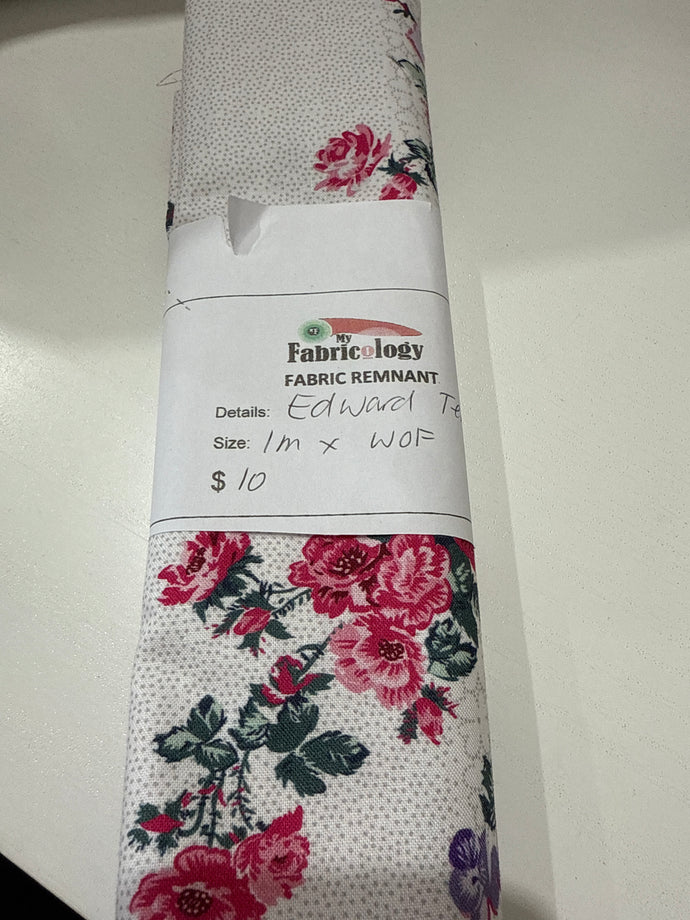 My
Fabricology
FABRIC REMNANT
Details: Edward
Size: 1m x WOF
$ 10